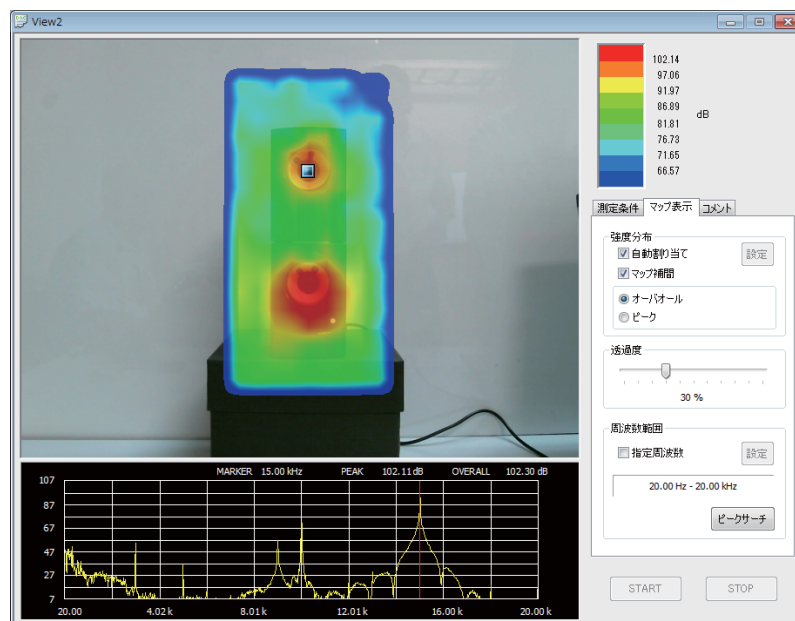 View2
102.14
97.06
91.97
86.89
81.81
76.73
71.65
66.57
dB
測定条件 マップ表示 コメント
強度分布
自動割り当て 設定
マップ補間
オーバオール
ピーク
透過度
30 %
周波数範囲
指定周波数 設定
20.00 Hz - 20.00 kHz
ピークサーチ
START STOP
MARKER 15.00 kHz PEAK 102.11 dB OVERALL 102.30 dB
107
87
67
47
27
7
20.00 4.02 k 8.01 k 12.01 k 16.00 k 20.00 k